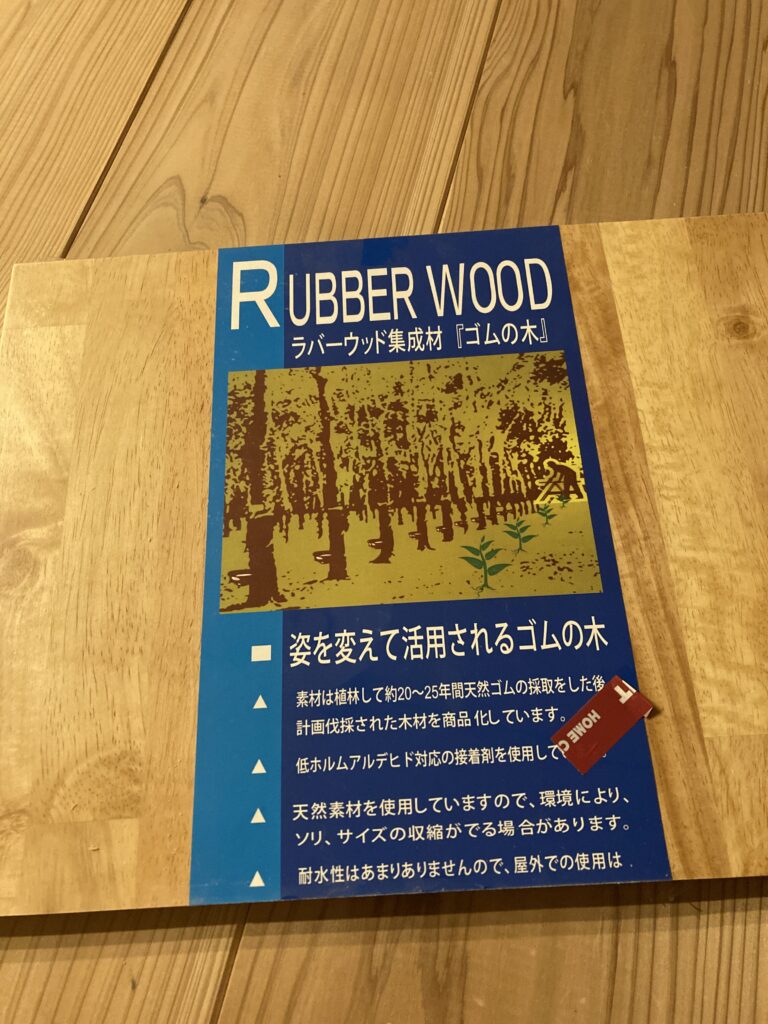 RUBBER WOOD
ラバーウッド集成材『ゴムの木』
■ 姿を変えて活用されるゴムの木
▲ 素材は植林して約20〜25年間天然ゴムの採取をした後
計画伐採された木材を商品化しています。
▲ 低ホルムアルデヒド対応の接着剤を使用して
▲ 天然素材を使用していますので、環境により、
ソリ、サイズの収縮がでる場合があります。
▲ 耐水性はあまりありませんので、屋外での使用は
T
HOME C